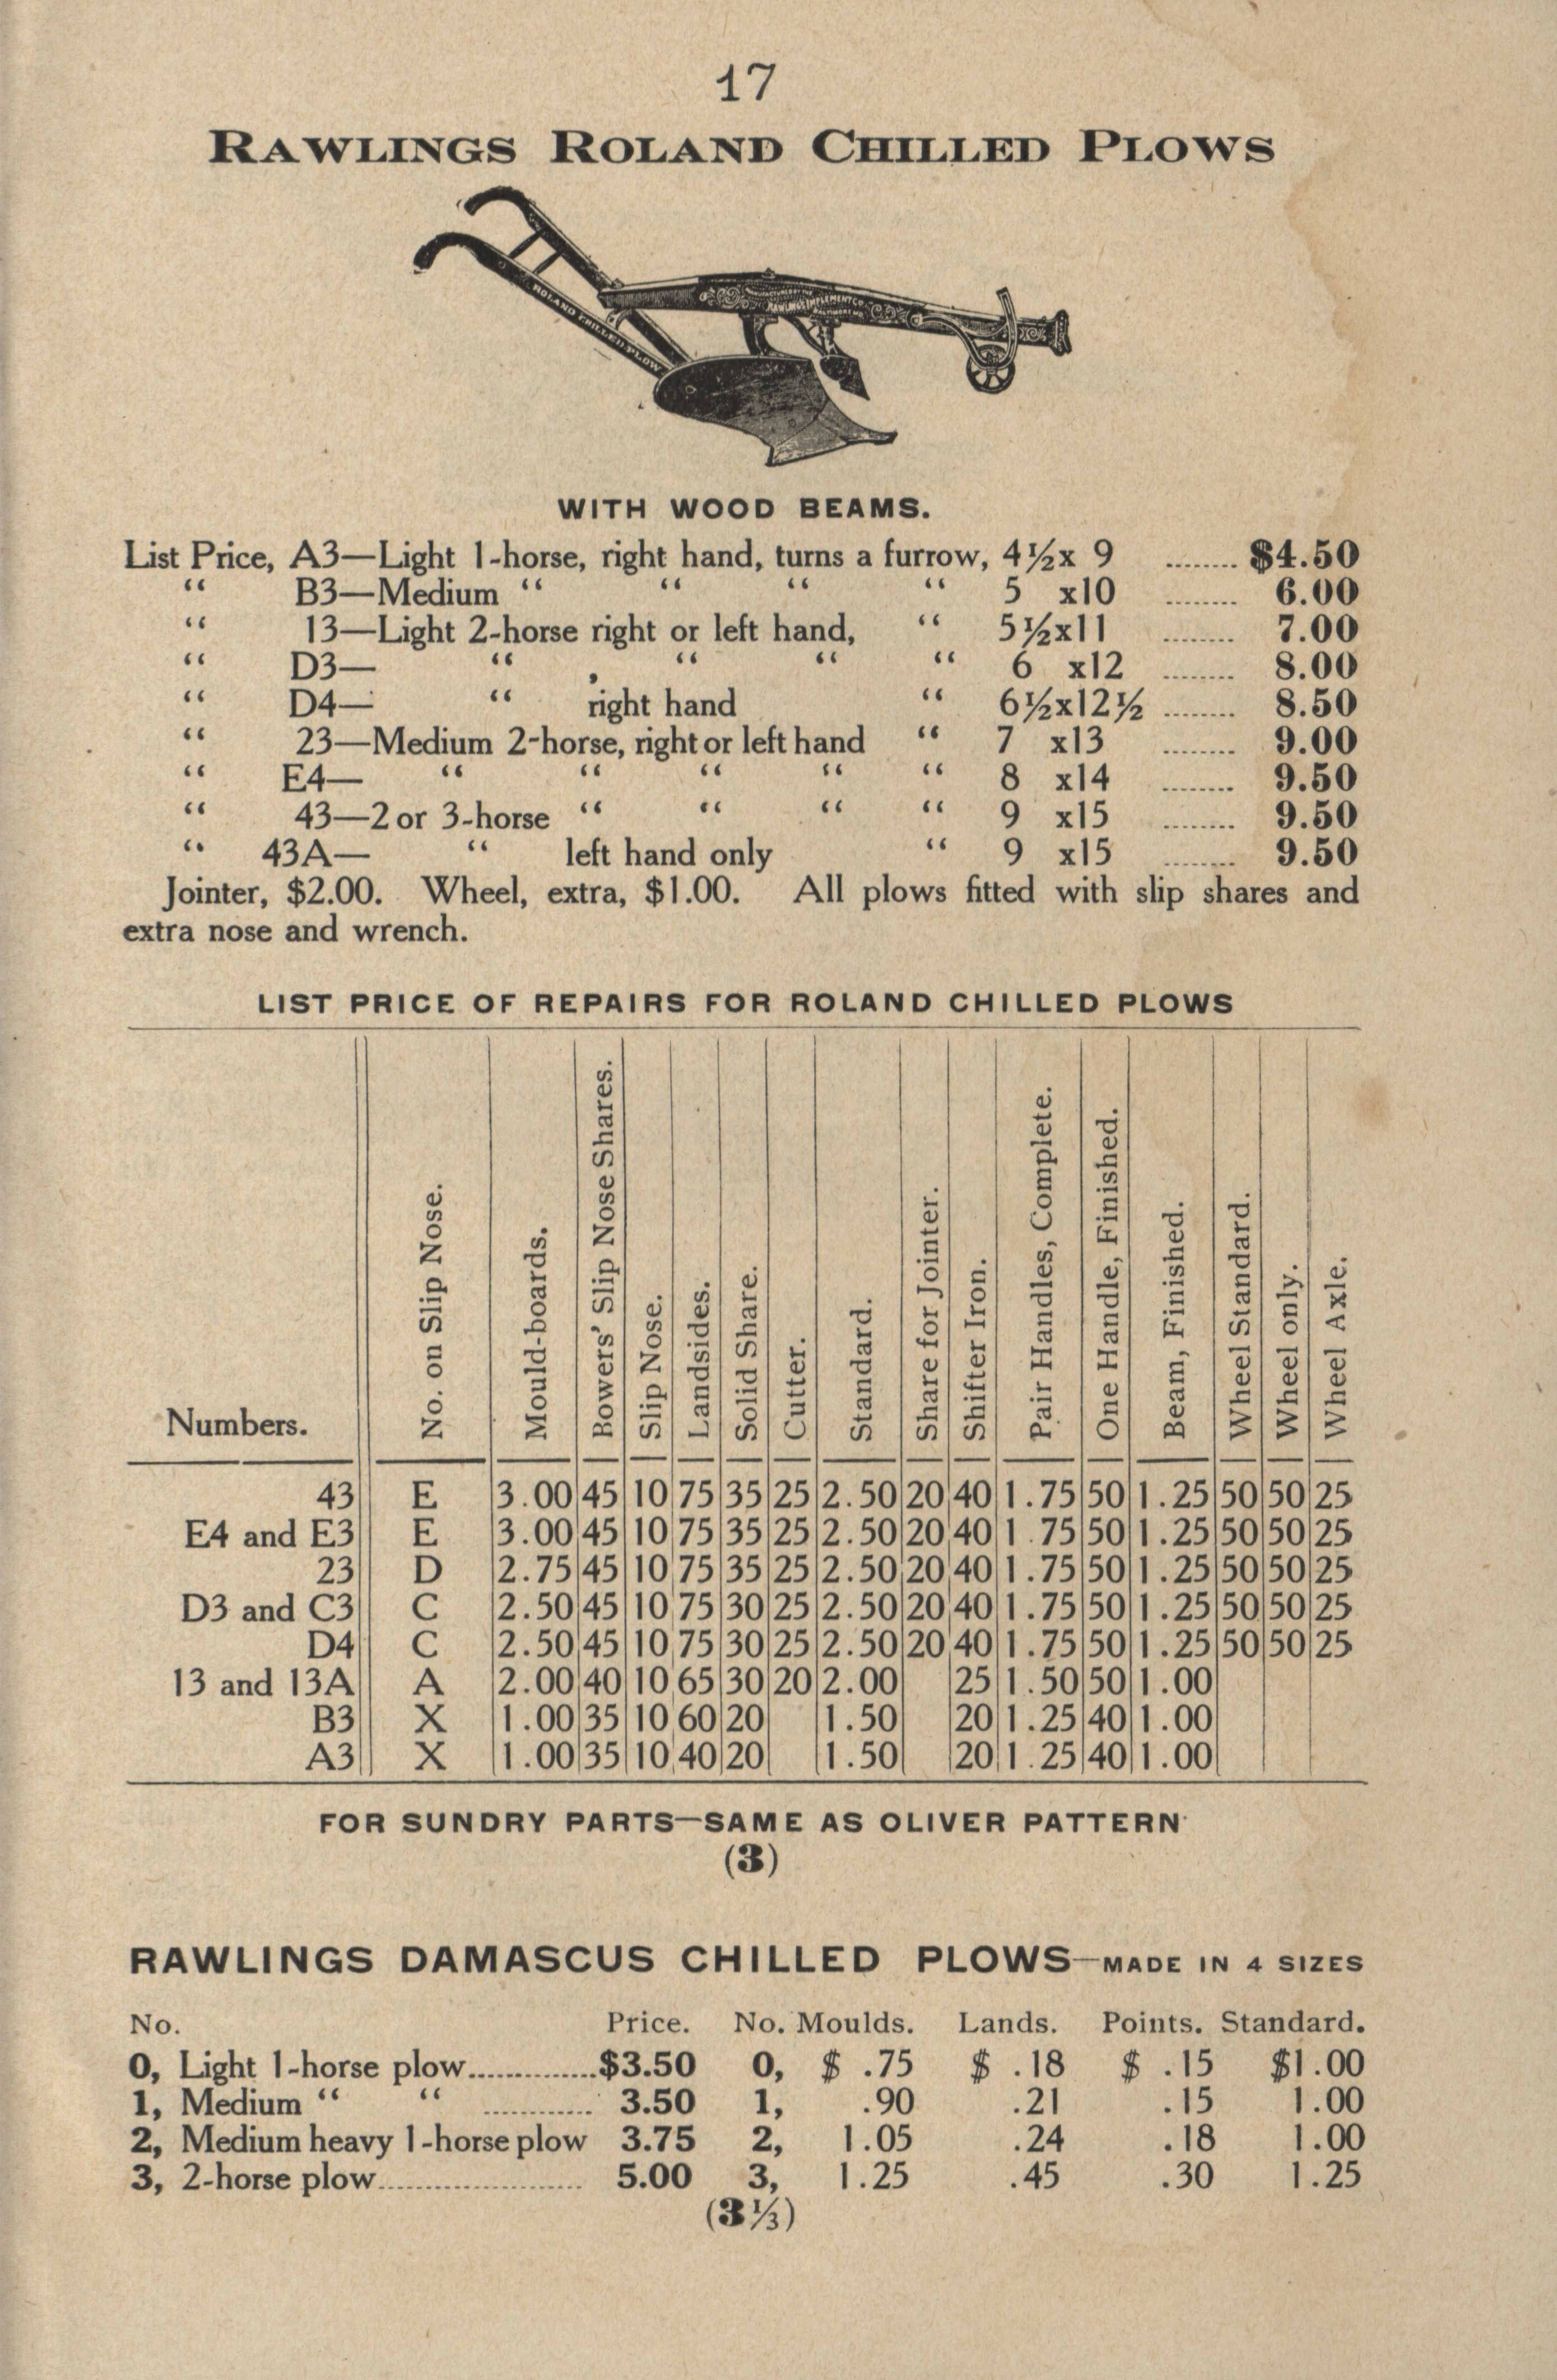 17
RAWLINGS ROLAND CHILLED PLOWS
ROLAND CHILLED PLOW
RAWLINGS IMPLEMENT CO.
BALTIMORE MD.
WITH WOOD BEAMS.
List Price, A3—Light 1-horse, right hand, turns a furrow, 4½x 9 ........ $4.50
“ B3—Medium “ “ “ “ 5 x10 ........ 6.00
“ 13—Light 2-horse right or left hand, “ 5½x11 ........ 7.00
“ D3— “ “ “ “ 6 x12 ........ 8.00
“ D4— “ right hand “ 6½x12½ ........ 8.50
“ 23—Medium 2-horse, right or left hand “ 7 x13 ........ 9.00
“ E4— “ “ “ “ “ 8 x14 ........ 9.50
“ 43—2 or 3-horse “ “ “ “ 9 x15 ........ 9.50
“ 43A— “ left hand only “ 9 x15 ........ 9.50
Jointer, $2.00. Wheel, extra, $1.00. All plows fitted with slip shares and
extra nose and wrench.
LIST PRICE OF REPAIRS FOR ROLAND CHILLED PLOWS
Numbers. No. on Slip Nose. Mould-boards. Bowers’ Slip Nose Shares. Slip Nose. Landsides. Solid Share. Cutter. Standard. Share for Jointer. Shifter Iron. Pair Handles, Complete. One Handle, Finished. Beam, Finished. Wheel Standard. Wheel only. Wheel Axle.
43 E 3.00 45 10 75 35 25 2.50 20 40 1.75 50 1.25 50 50 25
E4 and E3 E 3.00 45 10 75 35 25 2.50 20 40 1.75 50 1.25 50 50 25
23 D 2.75 45 10 75 35 25 2.50 20 40 1.75 50 1.25 50 50 25
D3 and C3 C 2.50 45 10 75 30 25 2.50 20 40 1.75 50 1.25 50 50 25
D4 C 2.50 45 10 75 30 25 2.50 20 40 1.75 50 1.25 50 50 25
13 and 13A A 2.00 40 10 65 30 20 2.00 25 1.50 50 1.00
B3 X 1.00 35 10 60 20 1.50 20 1.25 40 1.00
A3 X 1.00 35 10 40 20 1.50 20 1.25 40 1.00
FOR SUNDRY PARTS—SAME AS OLIVER PATTERN
(3)
RAWLINGS DAMASCUS CHILLED PLOWS—MADE IN 4 SIZES
No. Price. No. Moulds. Lands. Points. Standard.
0, Light 1-horse plow..............$3.50 0, $ .75 $ .18 $ .15 $1.00
1, Medium “ “ ............ 3.50 1, .90 .21 .15 1.00
2, Medium heavy 1-horse plow 3.75 2, 1.05 .24 .18 1.00
3, 2-horse plow...................... 5.00 3, 1.25 .45 .30 1.25
(3⅓)